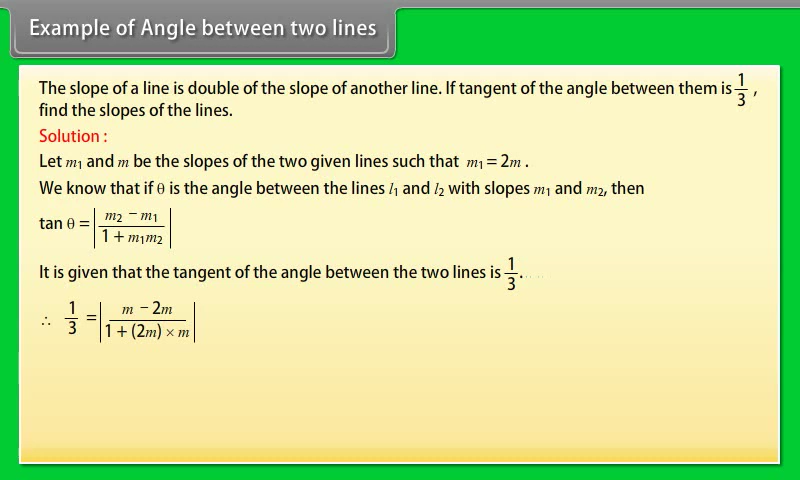 Example of Angle between two lines
The slope of a line is double of the slope of another line. If tangent of the angle between them is 1/3 ,
find the slopes of the lines.
Solution :
Let m₁ and m be the slopes of the two given lines such that m₁ = 2m .
We know that if θ is the angle between the lines l₁ and l₂ with slopes m₁ and m₂, then
tan θ = |(m₂ − m₁)/(1 + m₁m₂)|
It is given that the tangent of the angle between the two lines is 1/3.
∴ 1/3 = |(m − 2m)/(1 + (2m) × m)|